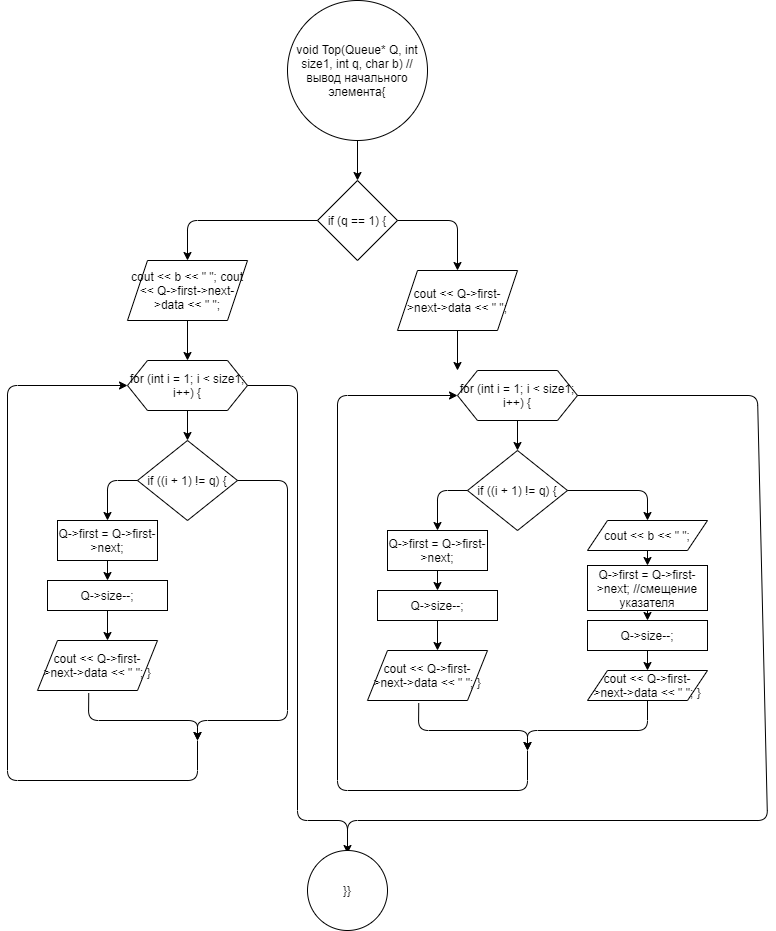 void Top(Queue* Q, int
size1, int q, char b) //
вывод начального
элемента{
if (q == 1) {
cout << b << " "; cout
<< Q->first->next-
>data << " ";
cout << Q->first-
>next->data << " ";
for (int i = 1; i < size1;
i++) {
for (int i = 1; i < size1;
i++) {
if ((i + 1) != q) {
if ((i + 1) != q) {
Q->first = Q->first-
>next;
Q->size--;
cout << Q->first-
>next->data << " "; }
Q->first = Q->first-
>next;
Q->size--;
cout << Q->first-
>next->data << " "; }
cout << b << " ";
Q->first = Q->first-
>next; //смещение
указателя
Q->size--;
cout << Q->first-
>next->data << " "; }
}}